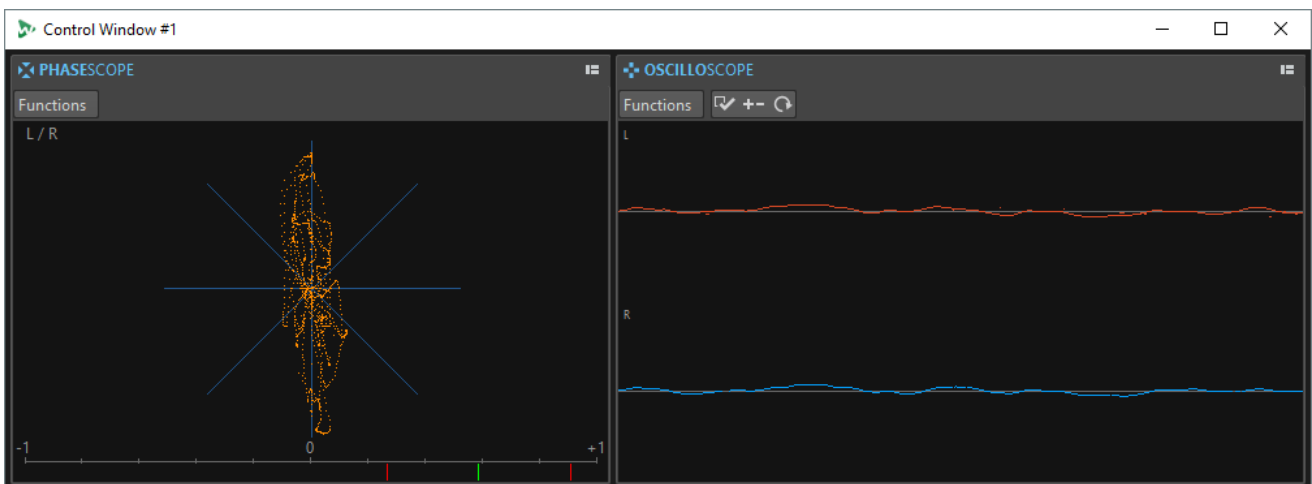 Control Window #1
PHASESCOPE
Functions
L / R
-1
0
+1
OSCILLOSCOPE
Functions
L
R